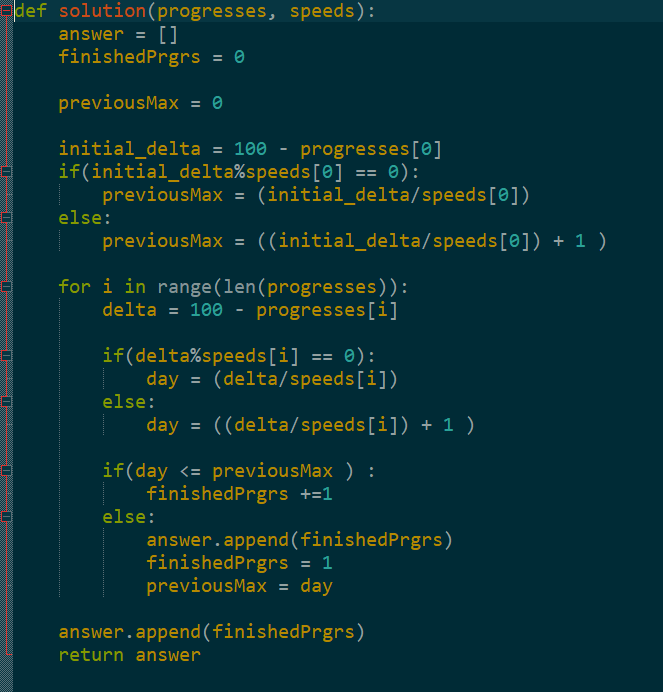 def solution(progresses, speeds):
    answer = []
    finishedPrgrs = 0

    previousMax = 0

    initial_delta = 100 - progresses[0]
    if(initial_delta%speeds[0] == 0):
        previousMax = (initial_delta/speeds[0])
    else:
        previousMax = ((initial_delta/speeds[0]) + 1 )

    for i in range(len(progresses)):
        delta = 100 - progresses[i]

        if(delta%speeds[i] == 0):
            day = (delta/speeds[i])
        else:
            day = ((delta/speeds[i]) + 1 )

        if(day <= previousMax ) :
            finishedPrgrs +=1
        else:
            answer.append(finishedPrgrs)
            finishedPrgrs = 1
            previousMax = day

    answer.append(finishedPrgrs)
    return answer